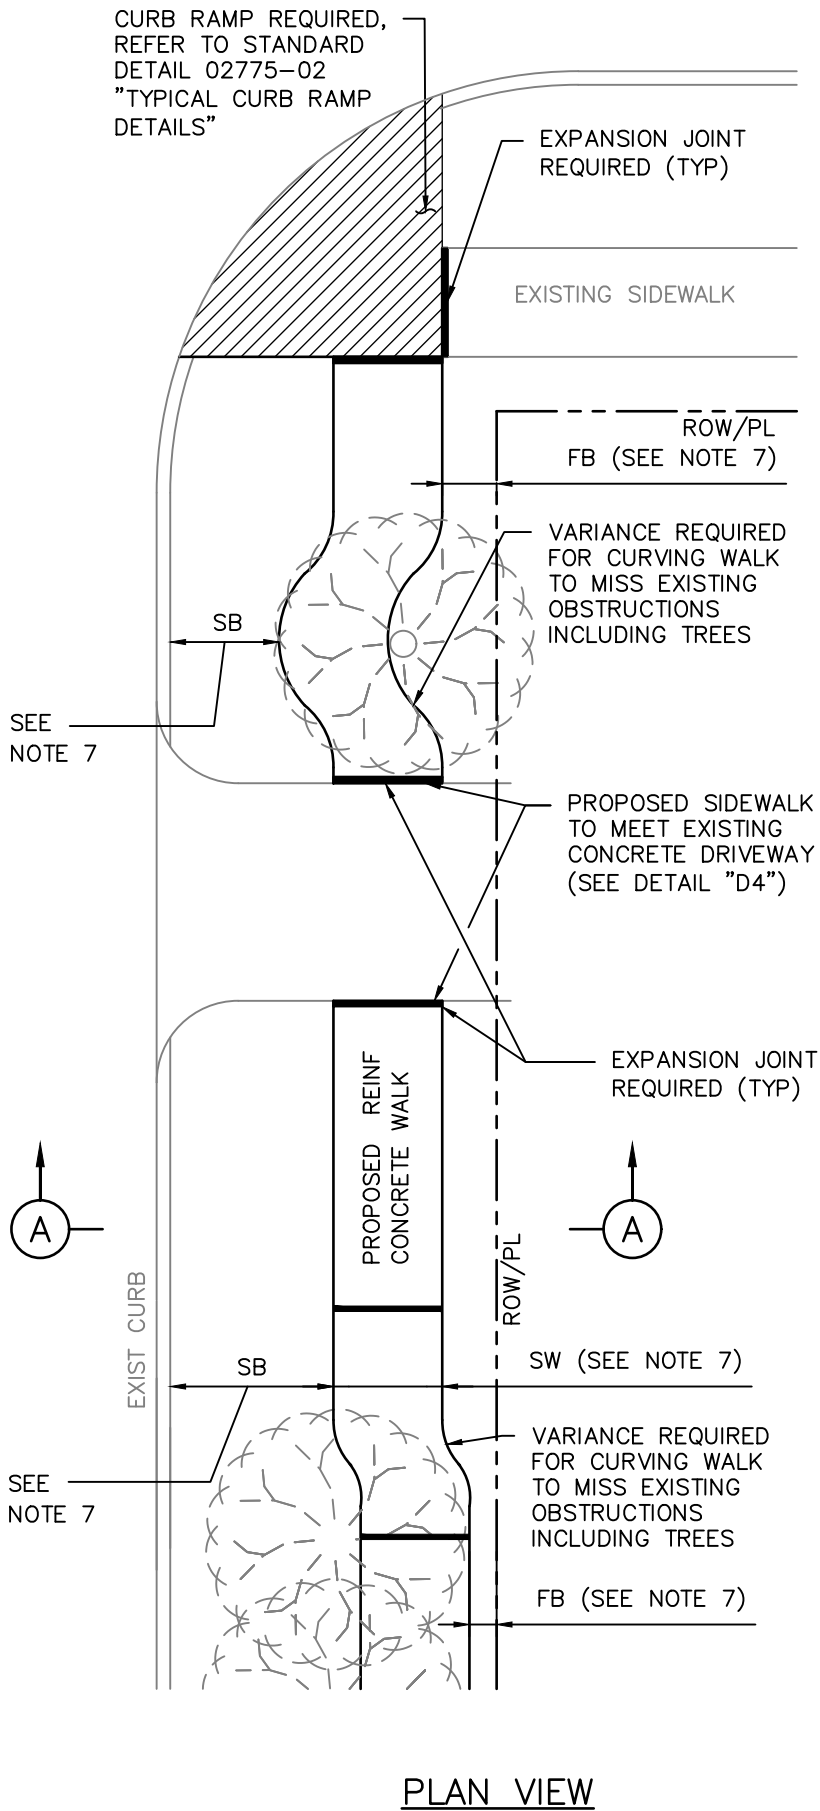 CURB RAMP REQUIRED,
REFER TO STANDARD
DETAIL 02775-02
"TYPICAL CURB RAMP
DETAILS"
EXPANSION JOINT
REQUIRED (TYP)
EXISTING SIDEWALK
ROW/PL
FB (SEE NOTE 7)
VARIANCE REQUIRED
FOR CURVING WALK
TO MISS EXISTING
OBSTRUCTIONS
INCLUDING TREES
SB
SEE
NOTE 7
PROPOSED SIDEWALK
TO MEET EXISTING
CONCRETE DRIVEWAY
(SEE DETAIL "D4")
EXPANSION JOINT
REQUIRED (TYP)
PROPOSED REINF
CONCRETE WALK
A
A
ROW/PL
EXIST CURB
SB
SW (SEE NOTE 7)
SEE
NOTE 7
VARIANCE REQUIRED
FOR CURVING WALK
TO MISS EXISTING
OBSTRUCTIONS
INCLUDING TREES
FB (SEE NOTE 7)
PLAN VIEW